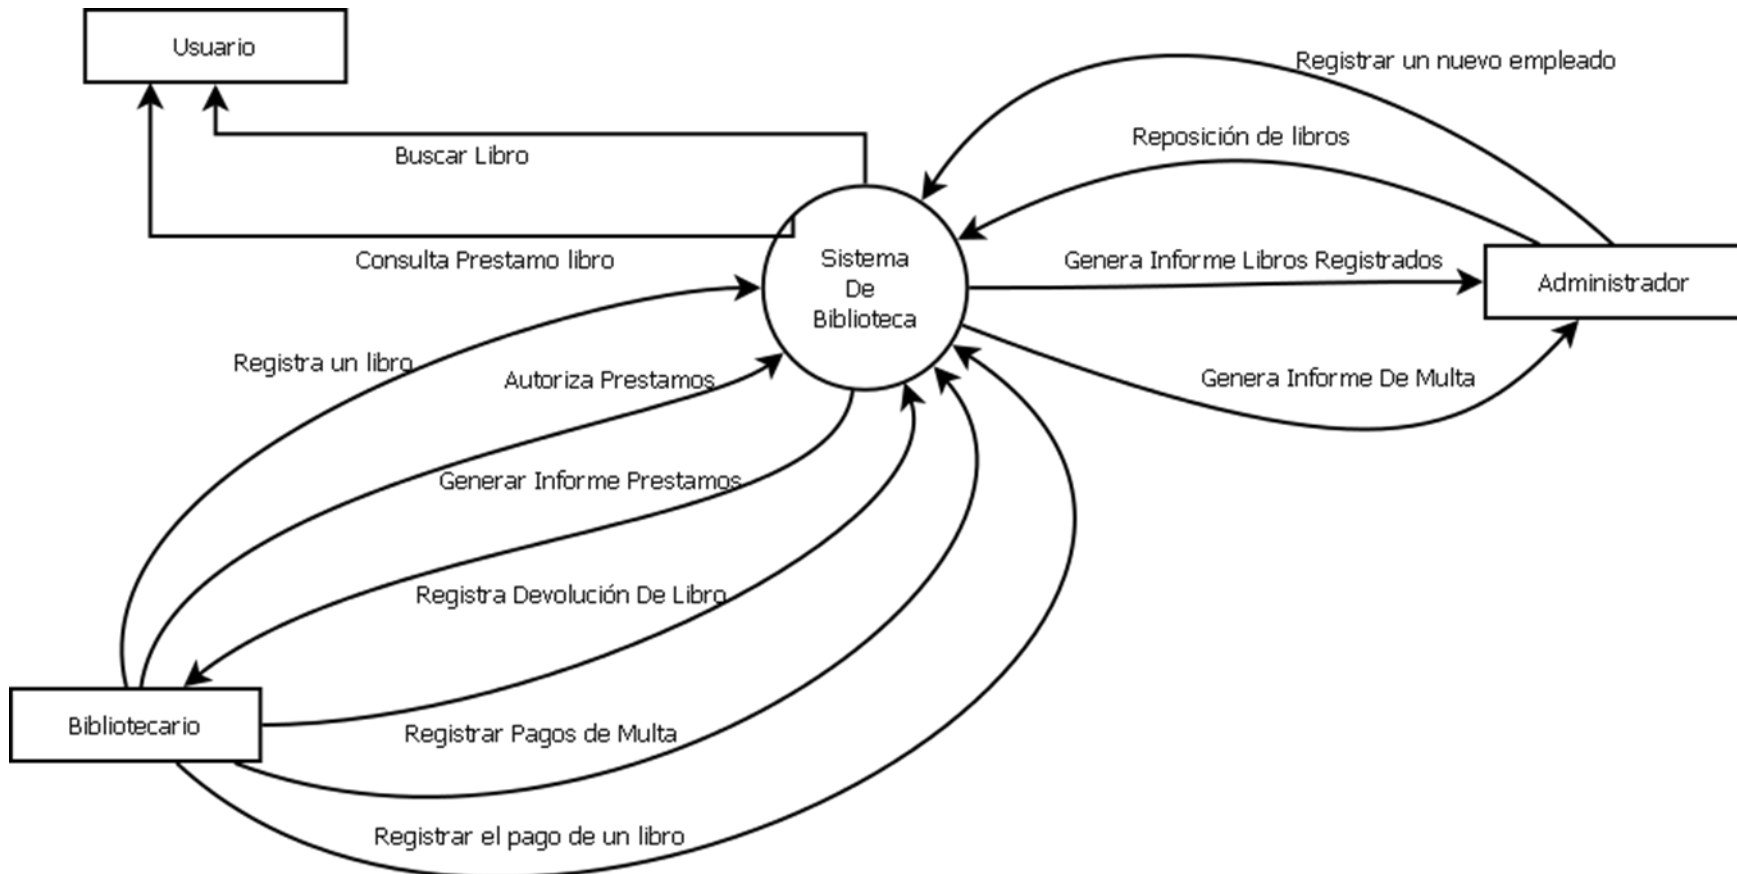 Usuario
Registrar un nuevo empleado
Reposición de libros
Buscar Libro
Consulta Prestamo libro
Sistema
De
Biblioteca
Genera Informe Libros Registrados
Administrador
Registra un libro
Autoriza Prestamos
Genera Informe De Multa
Generar Informe Prestamos
Registra Devolución De Libro
Bibliotecario
Registrar Pagos de Multa
Registrar el pago de un libro